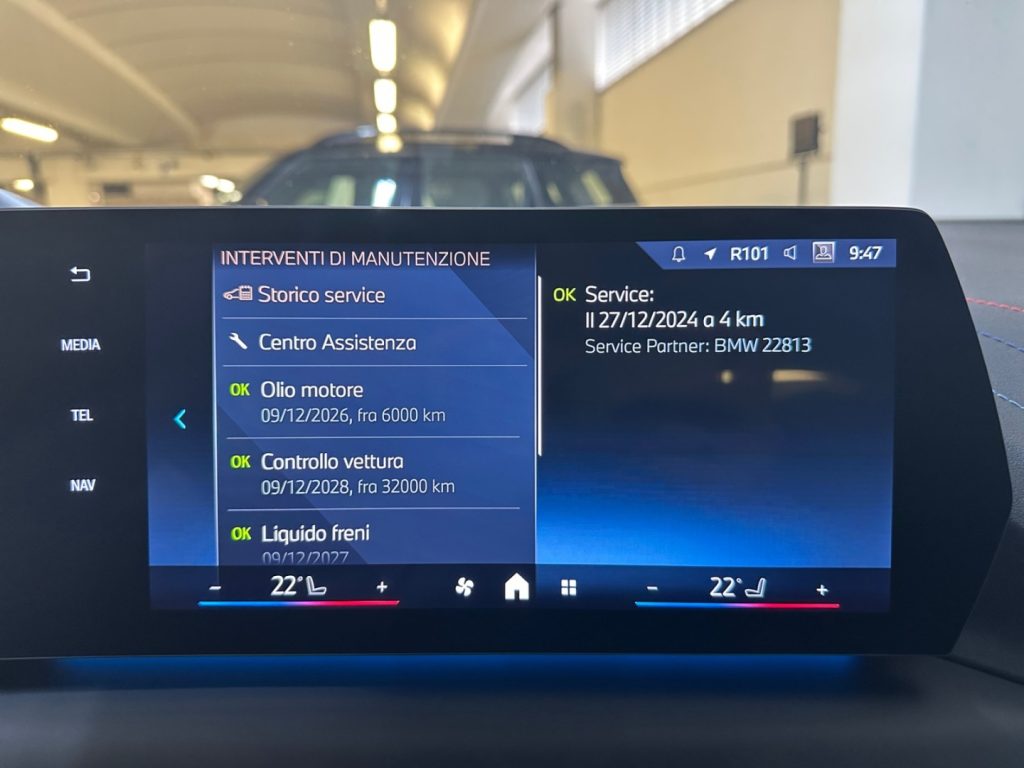 INTERVENTI DI MANUTENZIONE
Storico service
Centro Assistenza
OK Olio motore
09/12/2026, fra 6000 km
OK Controllo vettura
09/12/2028, fra 32000 km
OK Liquido freni
09/12/2027
R101 9:47
OK Service:
Il 27/12/2024 a 4 km
Service Partner: BMW 22813
MEDIA
TEL
NAV
- 22° +
- 22° +